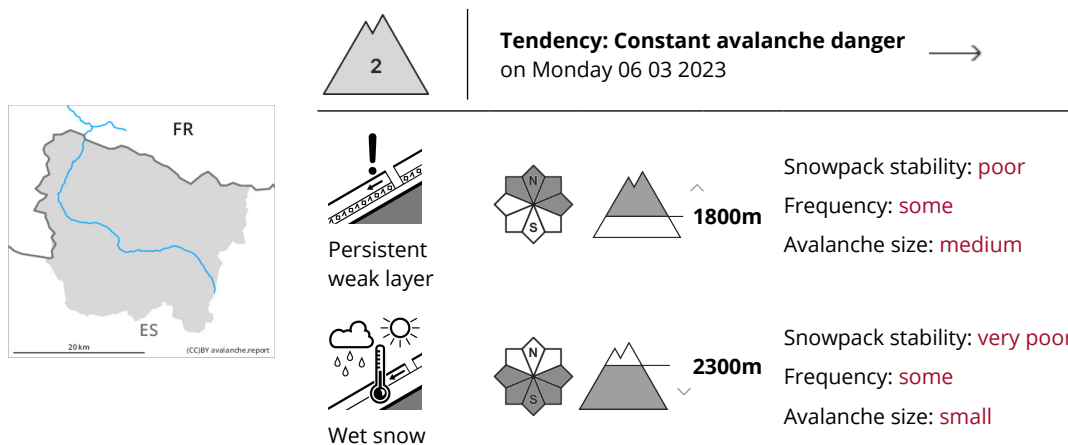 2
Tendency: Constant avalanche danger
on Monday 06 03 2023
FR
ES
20 km
(CC)BY avalanche.report
N
S
1800m
Persistent
weak layer
Snowpack stability: poor
Frequency: some
Avalanche size: medium
N
S
2300m
Wet snow
Snowpack stability: very poor
Frequency: some
Avalanche size: small